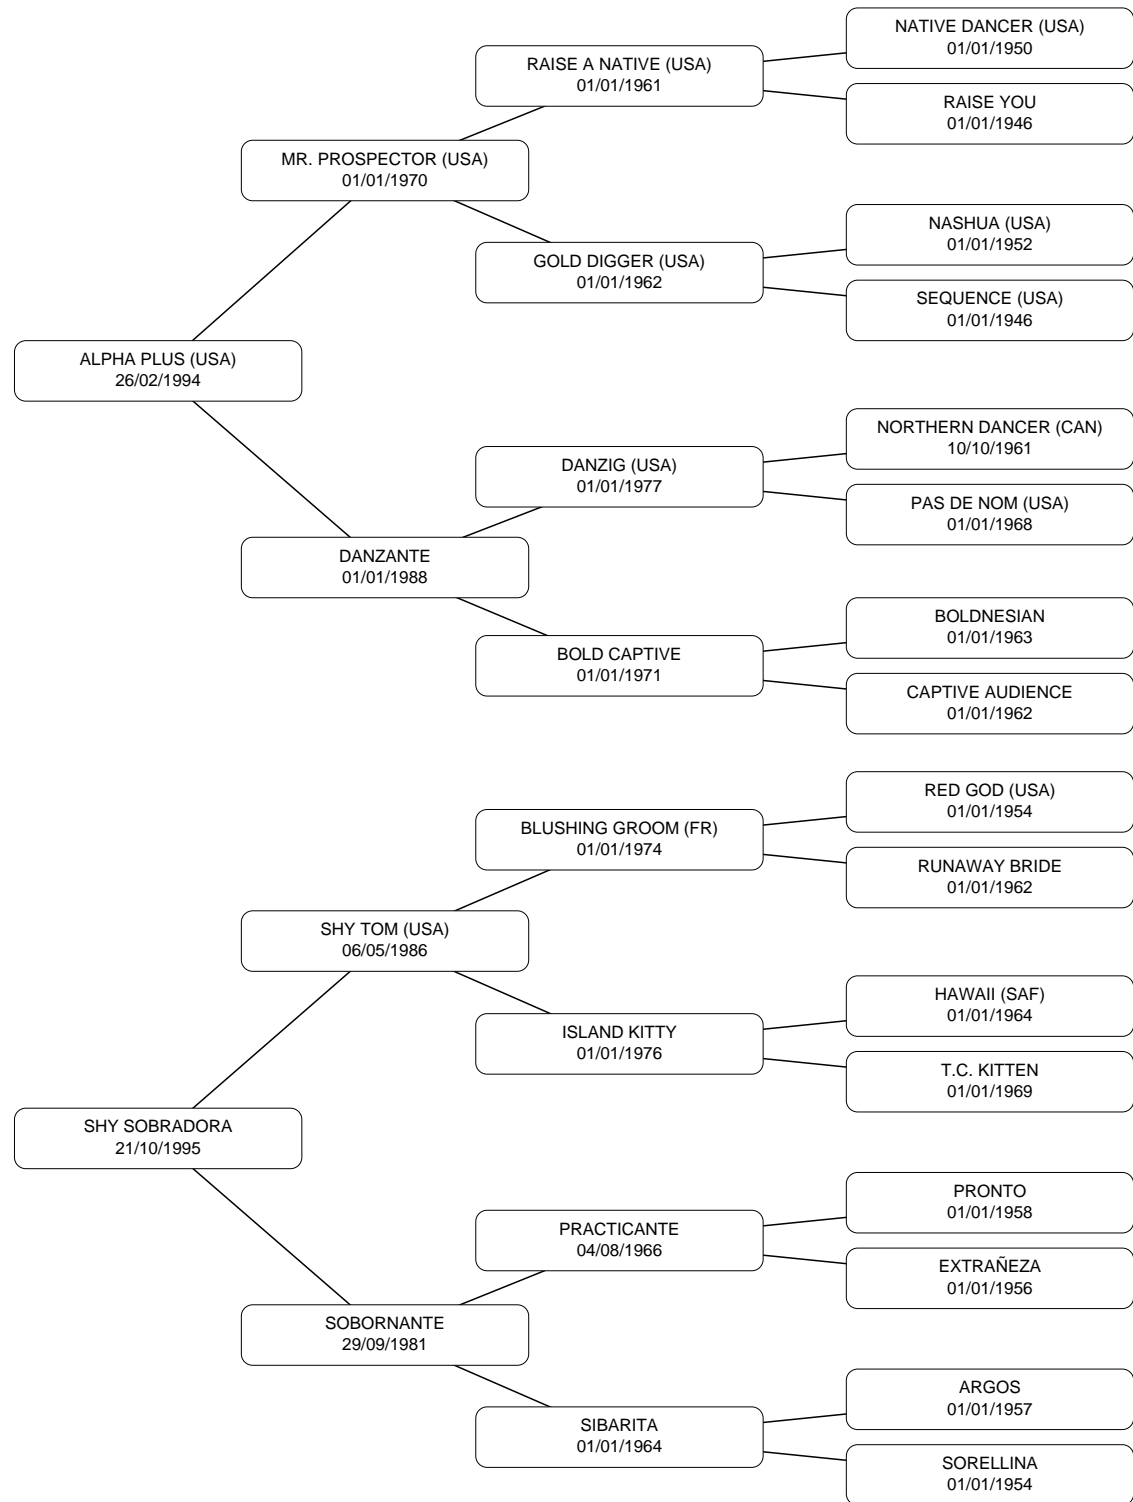 NATIVE DANCER (USA)
01/01/1950
RAISE A NATIVE (USA)
01/01/1961
RAISE YOU
01/01/1946
MR. PROSPECTOR (USA)
01/01/1970
NASHUA (USA)
01/01/1952
GOLD DIGGER (USA)
01/01/1962
SEQUENCE (USA)
01/01/1946
ALPHA PLUS (USA)
26/02/1994
NORTHERN DANCER (CAN)
10/10/1961
DANZIG (USA)
01/01/1977
PAS DE NOM (USA)
01/01/1968
DANZANTE
01/01/1988
BOLDNESIAN
01/01/1963
BOLD CAPTIVE
01/01/1971
CAPTIVE AUDIENCE
01/01/1962
RED GOD (USA)
01/01/1954
BLUSHING GROOM (FR)
01/01/1974
RUNAWAY BRIDE
01/01/1962
SHY TOM (USA)
06/05/1986
HAWAII (SAF)
01/01/1964
ISLAND KITTY
01/01/1976
T.C. KITTEN
01/01/1969
SHY SOBRADORA
21/10/1995
PRONTO
01/01/1958
PRACTICANTE
04/08/1966
EXTRAÑEZA
01/01/1956
SOBORNANTE
29/09/1981
ARGOS
01/01/1957
SIBARITA
01/01/1964
SORELLINA
01/01/1954